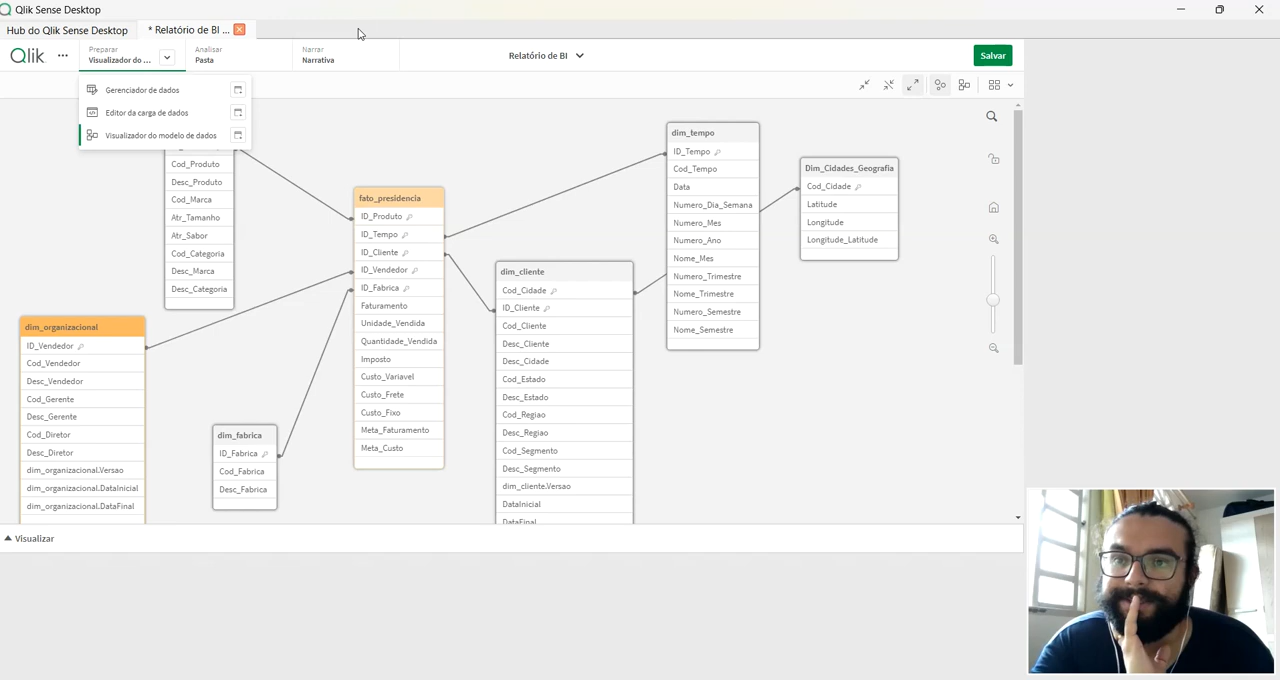 Qlik Sense Desktop
Hub do Qlik Sense Desktop
* Relatório de BI ...
Qlik
Preparar
Visualizador do ...
Analisar
Pasta
Narrar
Narrativa
Relatório de BI
Salvar
Gerenciador de dados
Editor da carga de dados
Visualizador do modelo de dados
Cod_Produto
Desc_Produto
Cod_Marca
Atr_Tamanho
Atr_Sabor
Cod_Categoria
Desc_Marca
Desc_Categoria
fato_presidencia
ID_Produto
ID_Tempo
ID_Cliente
ID_Vendedor
ID_Fabrica
Faturamento
Unidade_Vendida
Quantidade_Vendida
Imposto
Custo_Variavel
Custo_Frete
Custo_Fixo
Meta_Faturamento
Meta_Custo
dim_tempo
ID_Tempo
Cod_Tempo
Data
Numero_Dia_Semana
Numero_Mes
Numero_Ano
Nome_Mes
Numero_Trimestre
Nome_Trimestre
Numero_Semestre
Nome_Semestre
Dim_Cidades_Geografia
Cod_Cidade
Latitude
Longitude
Longitude_Latitude
dim_cliente
Cod_Cidade
ID_Cliente
Cod_Cliente
Desc_Cliente
Desc_Cidade
Cod_Estado
Desc_Estado
Cod_Regiao
Desc_Regiao
Cod_Segmento
Desc_Segmento
dim_cliente.Versao
DataInicial
DataFinal
dim_organizacional
ID_Vendedor
Cod_Vendedor
Desc_Vendedor
Cod_Gerente
Desc_Gerente
Cod_Diretor
Desc_Diretor
dim_organizacional.Versao
dim_organizacional.DataInicial
dim_organizacional.DataFinal
dim_fabrica
ID_Fabrica
Cod_Fabrica
Desc_Fabrica
Visualizar